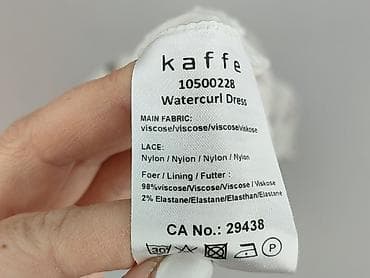 kaffe
10500228
Watercurl Dress
MAIN FABRIC:
viscose/viscose/viscose/viskose
LACE:
Nylon / Nylon / Nylon / Nylon
Foer / Lining / Futter :
98%viscose/Viscose/Viscose / Viskose
2% Elastane/Elastane/Elasthan/Elastane
CA No.: 29438
30 P